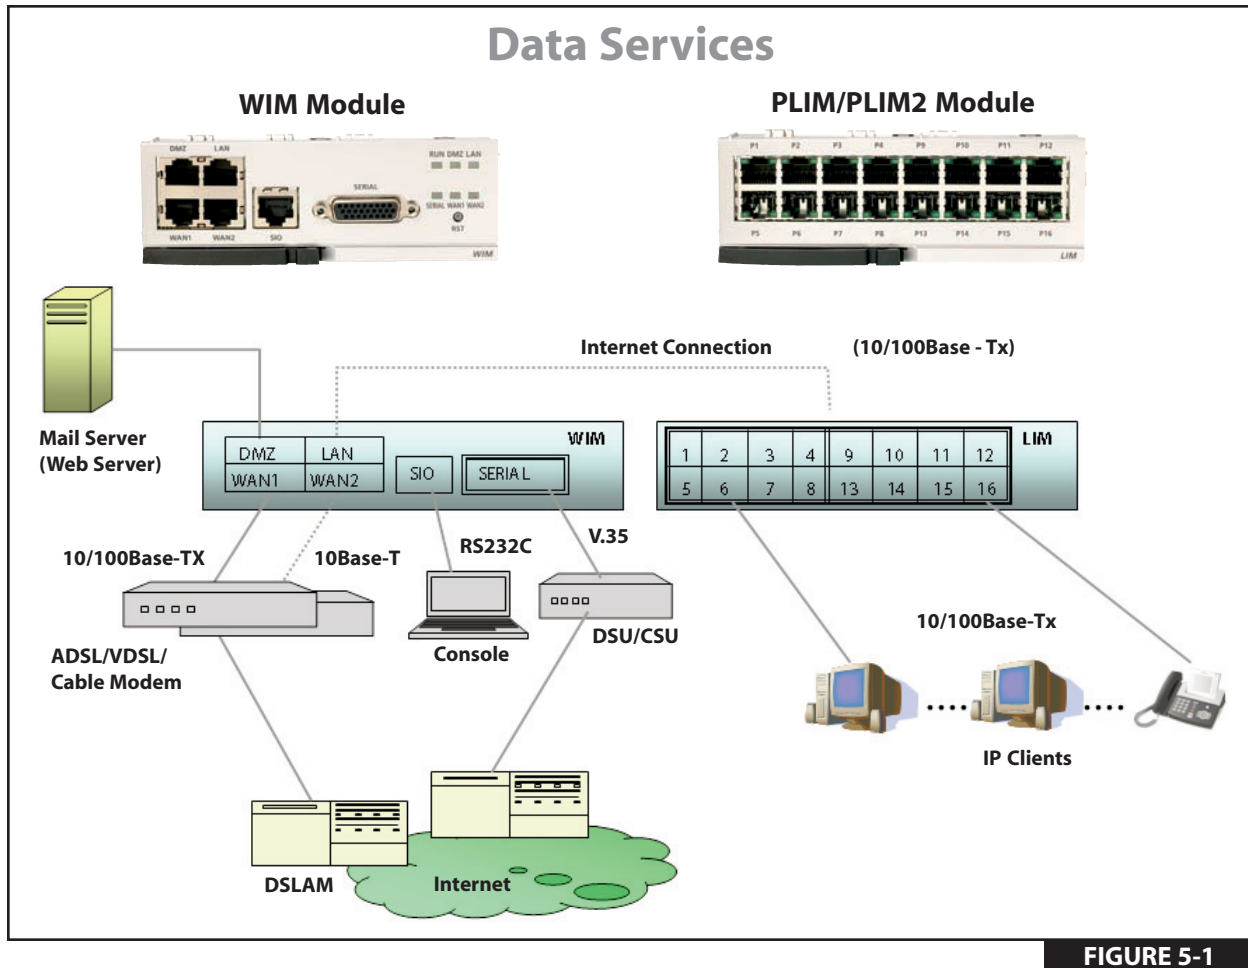 Data Services
WIM Module
PLIM/PLIM2 Module
DMZ LAN
RUN DMZ LAN
SERIAL
SERIAL WAN1 WAN2
RST
WAN1 WAN2 SIO
WIM
P1 P2 P3 P4 P9 P10 P11 P12
P5 P6 P7 P8 P13 P14 P15 P16
LIM
Internet Connection (10/100Base - Tx)
Mail Server
(Web Server)
WIM
DMZ LAN
WAN1 WAN2
SIO
SERIAL
LIM
1 2 3 4 9 10 11 12
5 6 7 8 13 14 15 16
10/100Base-TX
10Base-T
RS232C
V.35
ADSL/VDSL/
Cable Modem
Console
DSU/CSU
10/100Base-Tx
IP Clients
DSLAM
Internet
FIGURE 5-1